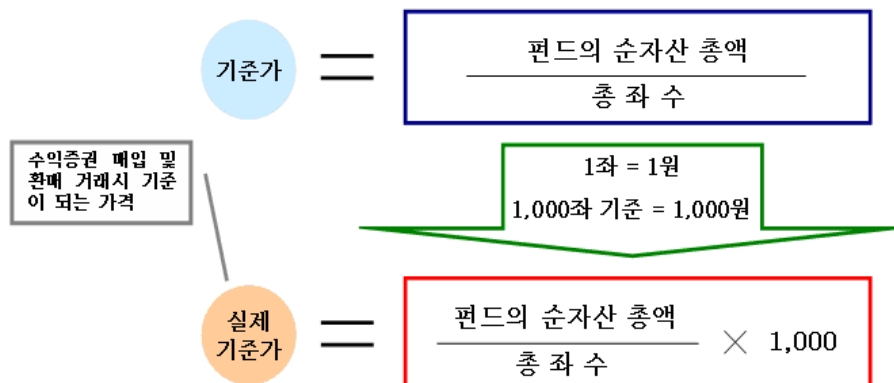 기준가
=
펀드의 순자산 총액
총 좌 수
수익증권 매입 및
환매 거래시 기준
이 되는 가격
1좌 = 1원
1,000좌 기준 = 1,000원
실제
기준가
=
펀드의 순자산 총액
총 좌 수
× 1,000